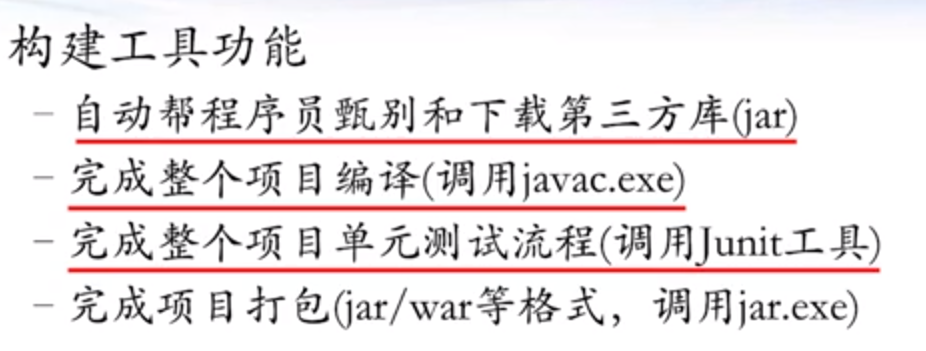 构建工具功能
– 自动帮程序员甄别和下载第三方库(jar)
– 完成整个项目编译(调用javac.exe)
– 完成整个项目单元测试流程(调用Junit工具)
– 完成项目打包(jar/war等格式，调用jar.exe)